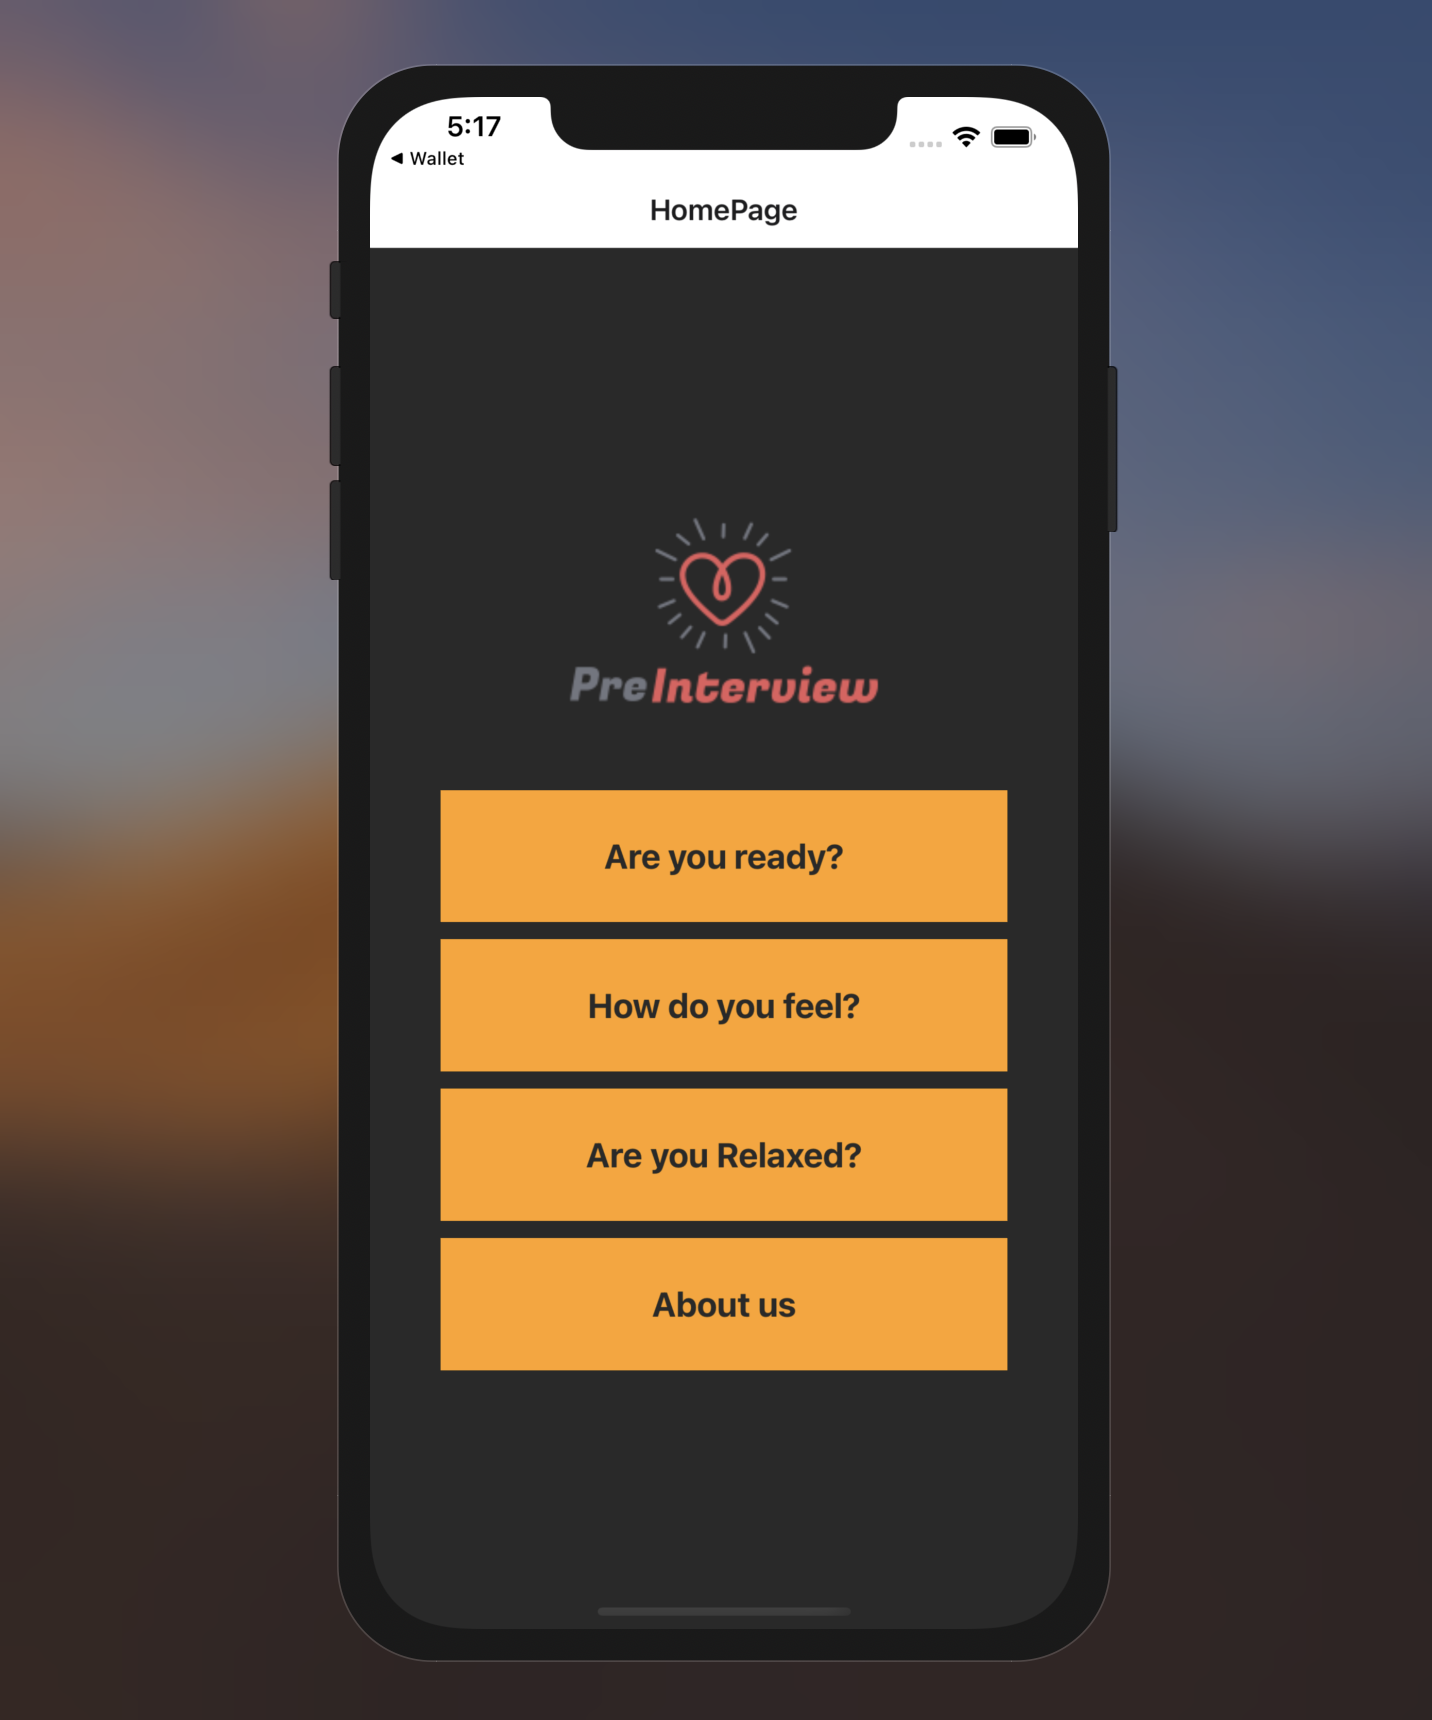 5:17
◀ Wallet
HomePage
PreInterview
Are you ready?
How do you feel?
Are you Relaxed?
About us